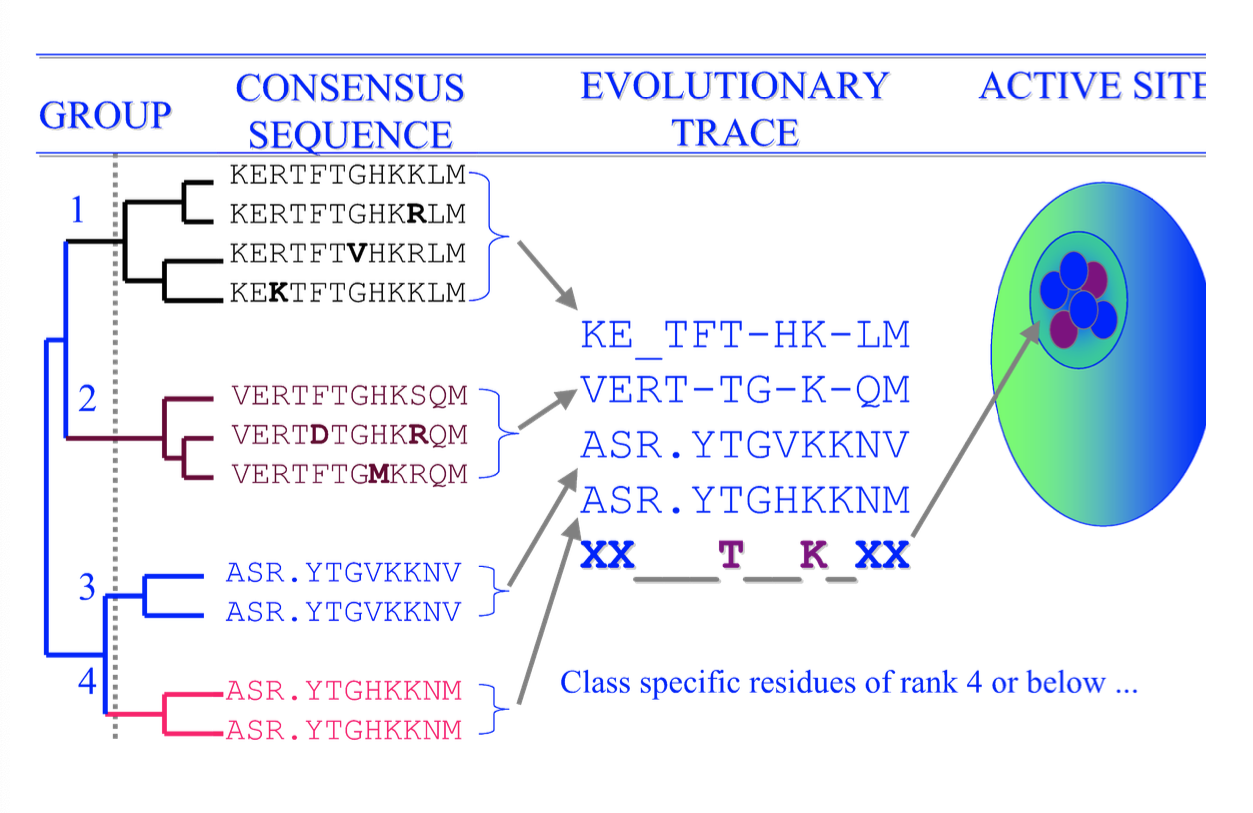 GROUP
CONSENSUS
SEQUENCE
EVOLUTIONARY
TRACE
ACTIVE SITE
1
KERTFTGHKKLM
KERTFTGHKRLM
KERTFTVHKRLM
KEKTFTGHKKLM
2
VERTFTGHKSQM
VERTDTGHKRQM
VERTFTGMKRQM
3
ASR.YTGVKKNV
ASR.YTGVKKNV
4
ASR.YTGHKKNM
ASR.YTGHKKNM
KE_TFT-HK-LM
VERT-TG-K-QM
ASR.YTGVKKNV
ASR.YTGHKKNM
XX___T__K_XX
Class specific residues of rank 4 or below ...